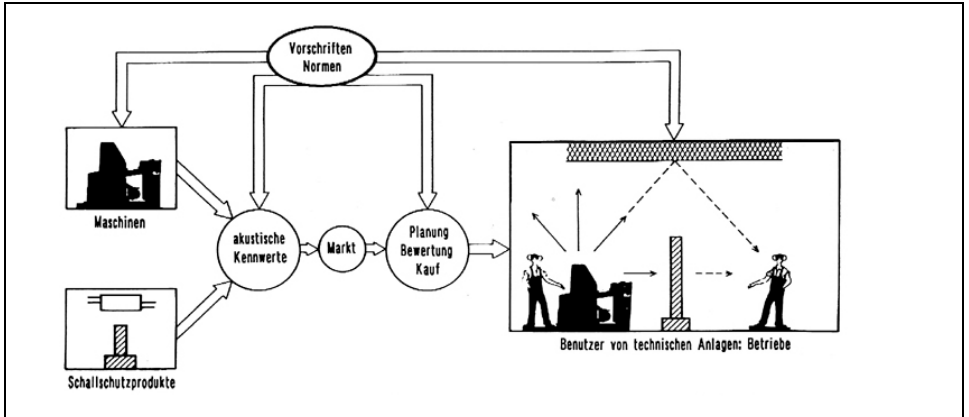 Vorschriften
Normen
Maschinen
akustische
Kennwerte
Markt
Planung
Bewertung
Kauf
Schallschutzprodukte
Benutzer von technischen Anlagen: Betriebe